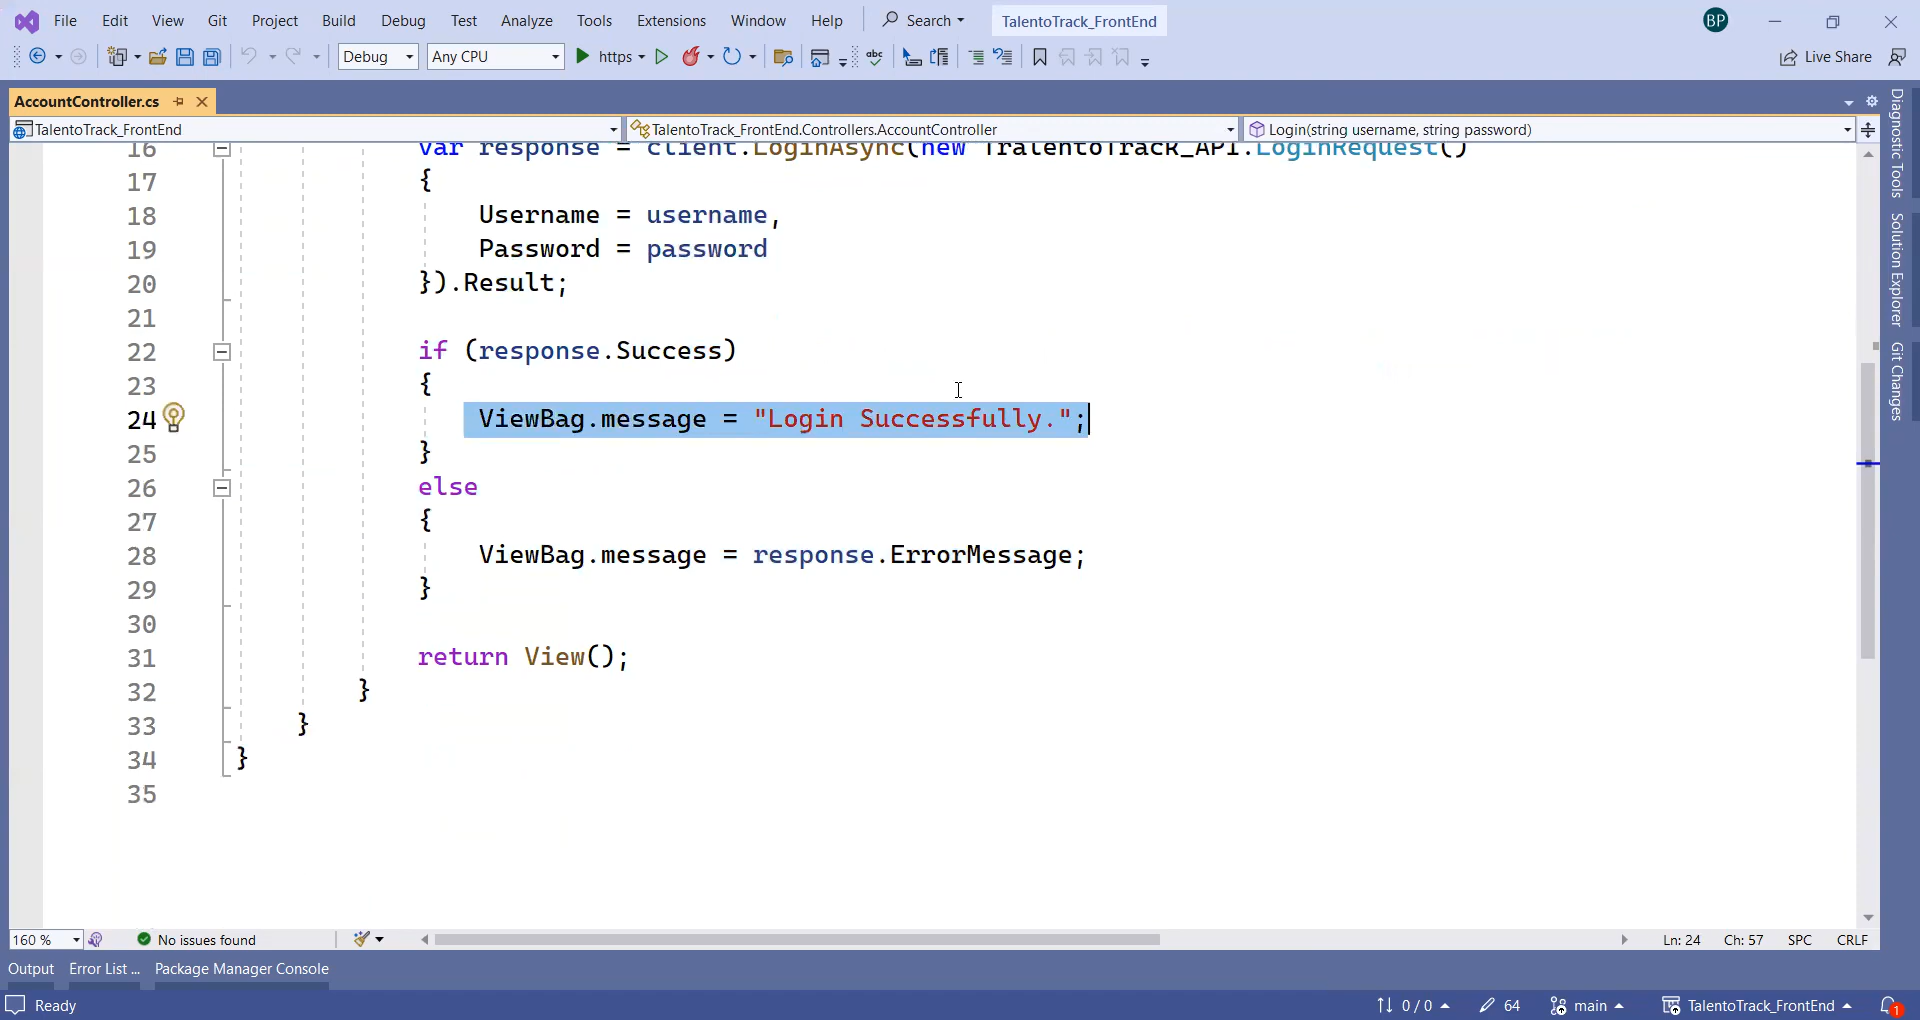 File Edit View Git Project Build Debug Test Analyze Tools Extensions Window Help Search TalentoTrack_FrontEnd BP
Debug Any CPU https Live Share
AccountController.cs
TalentoTrack_FrontEnd TalentoTrack_FrontEnd.Controllers.AccountController Login(string username, string password)
16 var response = client.LoginAsync(new TralentoTrack_API.LoginRequest()
17 {
18 Username = username,
19 Password = password
20 }).Result;
21
22 if (response.Success)
23 {
24 ViewBag.message = "Login Successfully.";
25 }
26 else
27 {
28 ViewBag.message = response.ErrorMessage;
29 }
30
31 return View();
32 }
33 }
34 }
35
Diagnostic Tools
Solution Explorer
Git Changes
160 % No issues found Ln: 24 Ch: 57 SPC CRLF
Output Error List ... Package Manager Console
Ready 0 / 0 64 main TalentoTrack_FrontEnd 1